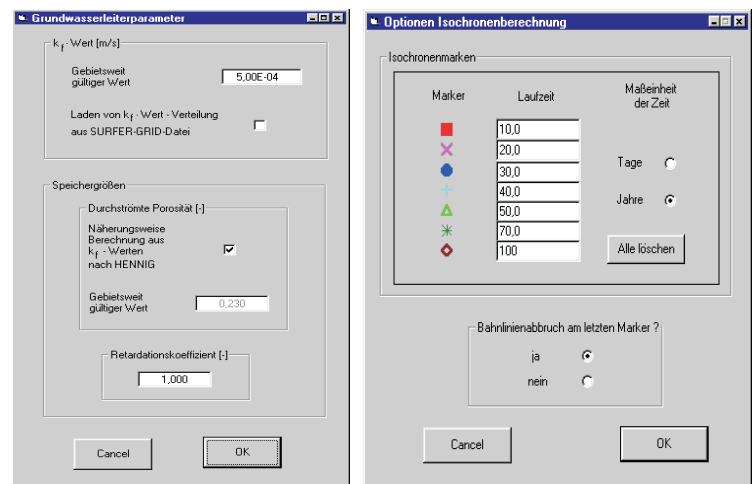 Grundwasserleiterparameter
kf - Wert [m/s]
Gebietsweit
gültiger Wert
5,00E-04
Laden von kf - Wert - Verteilung
aus SURFER-GRID-Datei
Speichergrößen
Durchströmte Porosität [-]
Näherungsweise
Berechnung aus
kf - Werten
nach HENNIG
Gebietsweit
gültiger Wert
0,230
Retardationskoeffizient [-]
1,000
Cancel
OK
Optionen Isochronenberechnung
Isochronenmarken
Marker
Laufzeit
Maßeinheit
der Zeit
10,0
20,0
30,0
40,0
50,0
70,0
100
Tage
Jahre
Alle löschen
Bahnlinienabbruch am letzten Marker ?
ja
nein
Cancel
OK